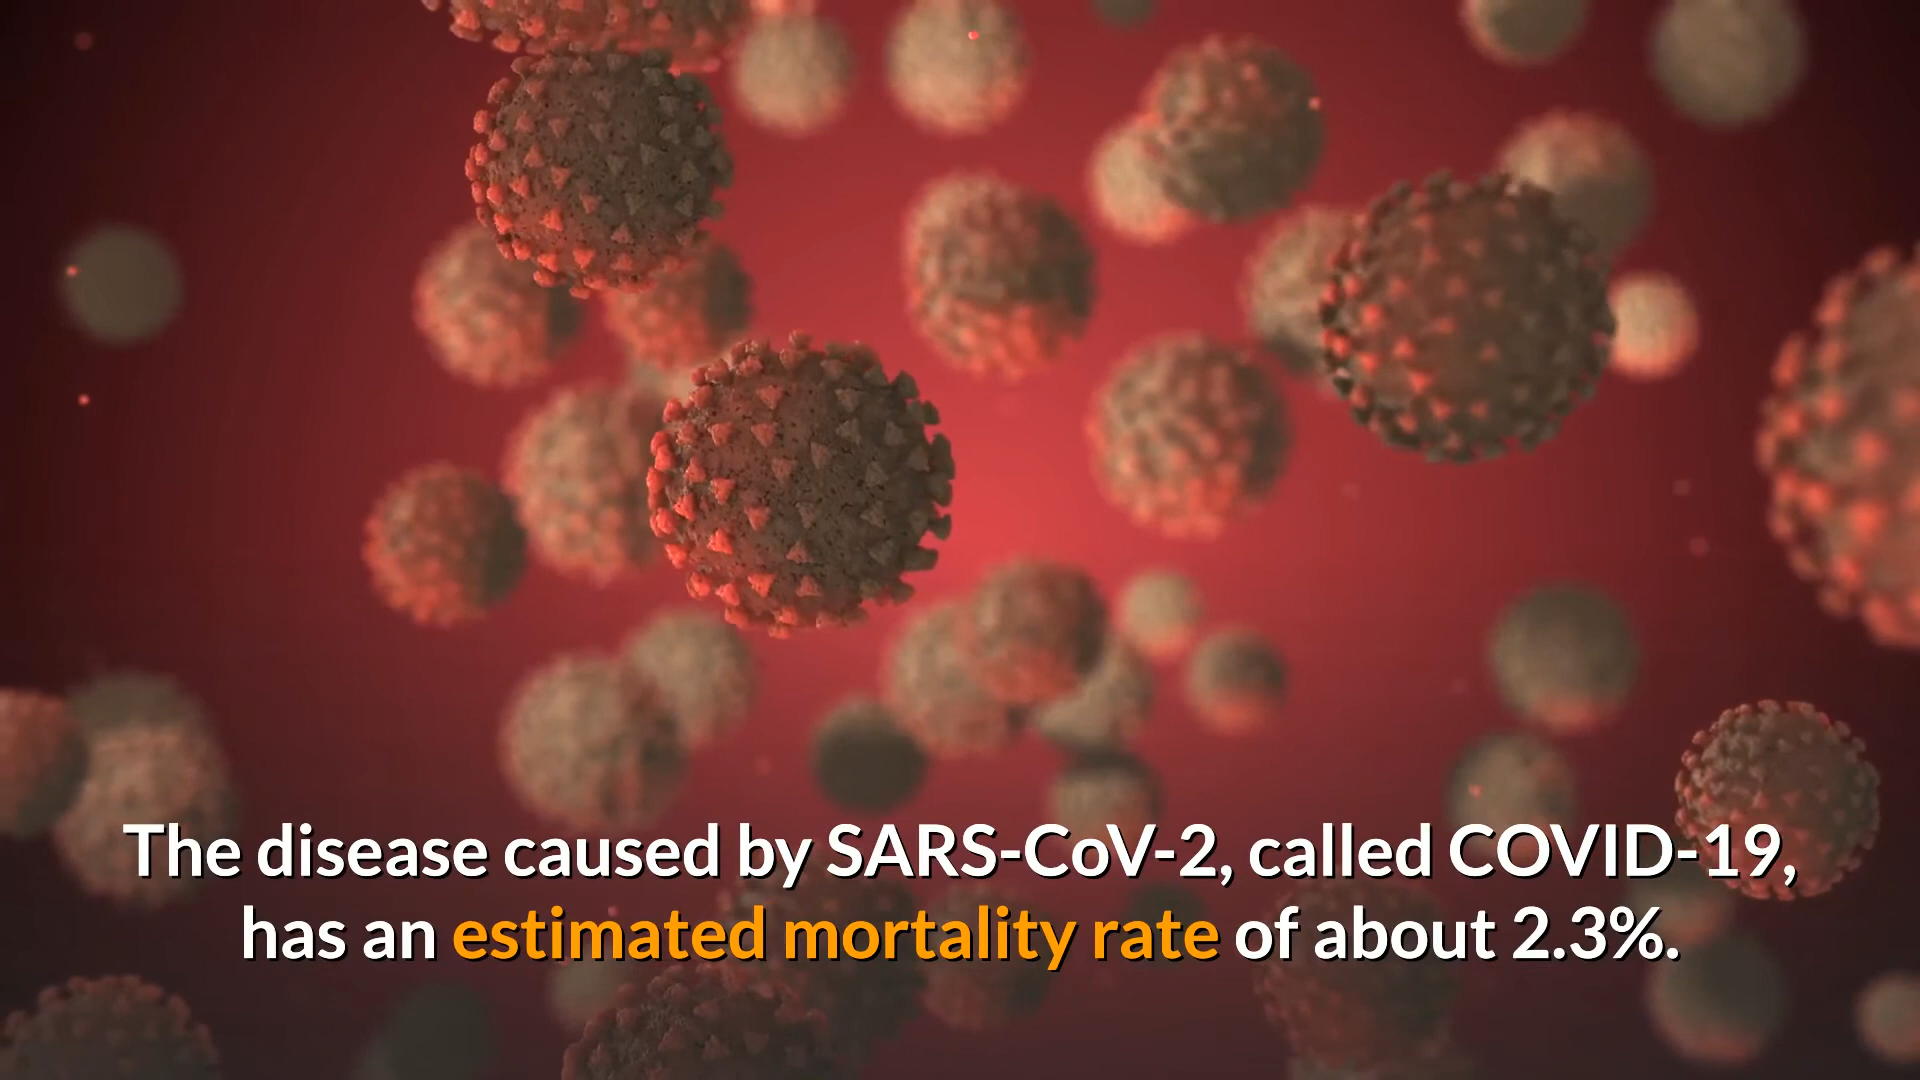 The disease caused by SARS-CoV-2, called COVID-19,
has an estimated mortality rate of about 2.3%.